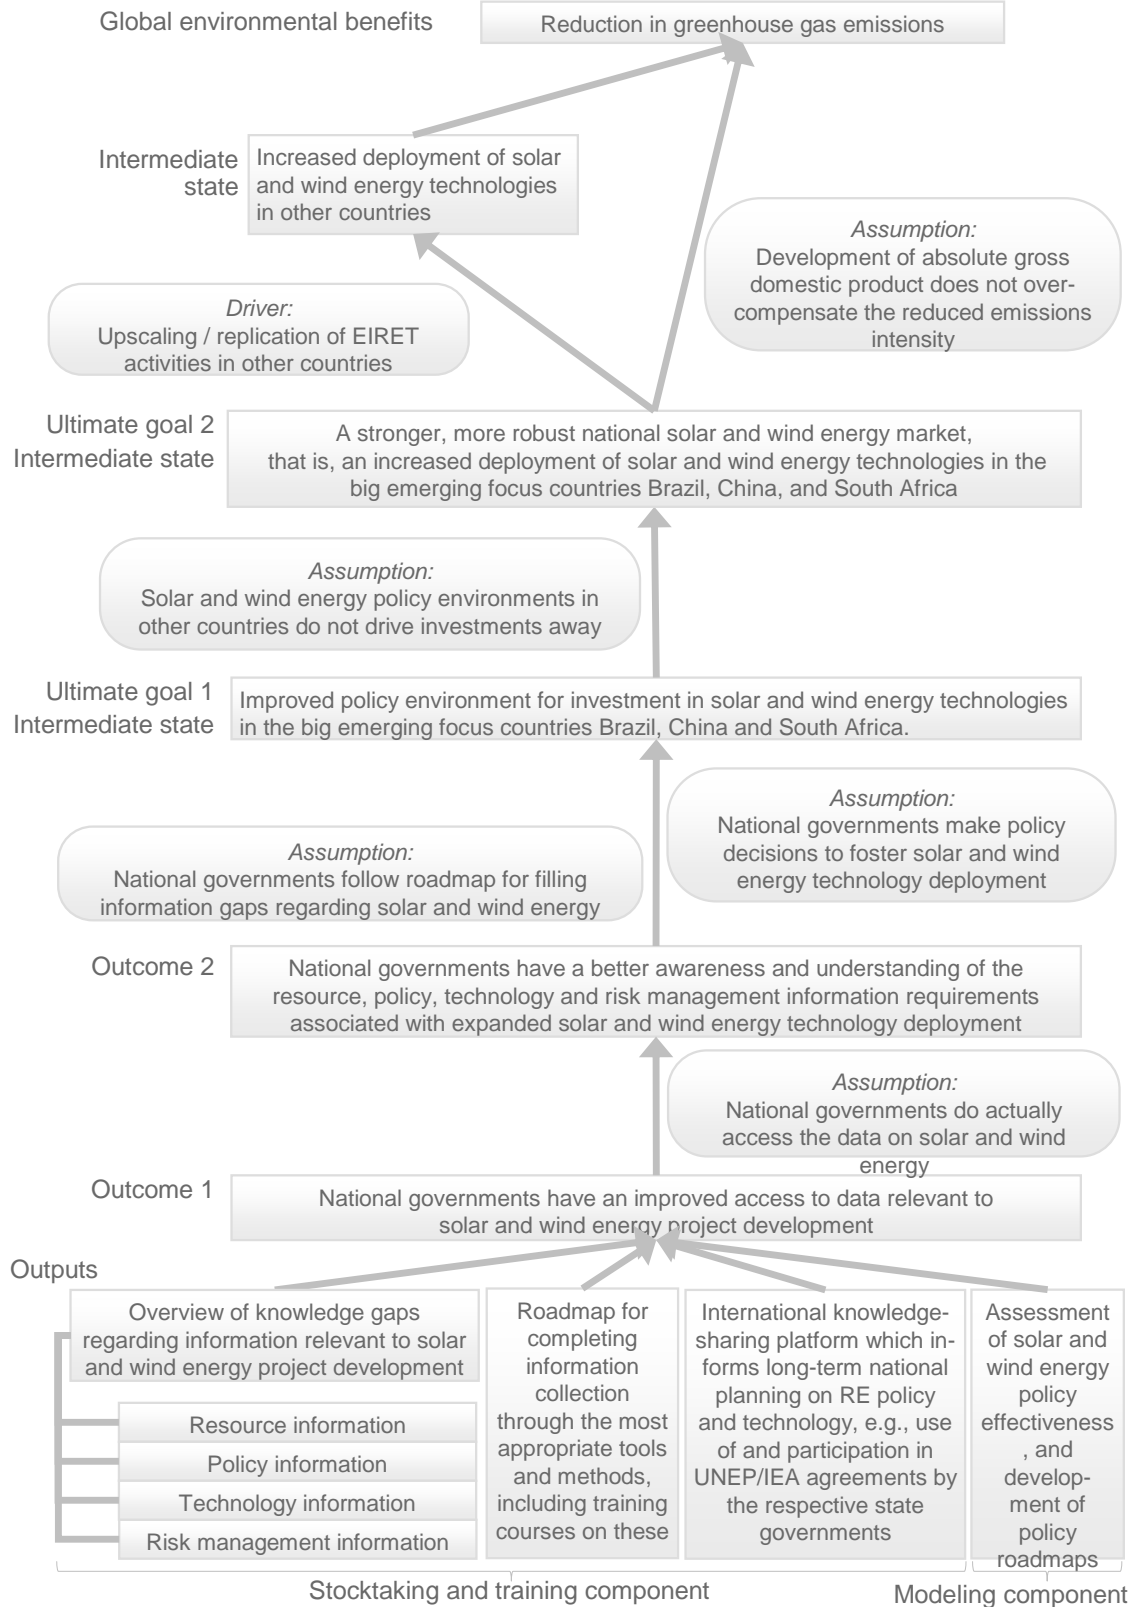 Global environmental benefits
Reduction in greenhouse gas emissions
Intermediate
state
Increased deployment of solar
and wind energy technologies
in other countries
Assumption:
Development of absolute gross
domestic product does not over-
compensate the reduced emissions
intensity
Driver:
Upscaling / replication of EIRET
activities in other countries
Ultimate goal 2
Intermediate state
A stronger, more robust national solar and wind energy market,
that is, an increased deployment of solar and wind energy technologies in the
big emerging focus countries Brazil, China, and South Africa
Assumption:
Solar and wind energy policy environments in
other countries do not drive investments away
Ultimate goal 1
Intermediate state
Improved policy environment for investment in solar and wind energy technologies
in the big emerging focus countries Brazil, China and South Africa.
Assumption:
National governments make policy
decisions to foster solar and wind
energy technology deployment
Assumption:
National governments follow roadmap for filling
information gaps regarding solar and wind energy
Outcome 2
National governments have a better awareness and understanding of the
resource, policy, technology and risk management information requirements
associated with expanded solar and wind energy technology deployment
Assumption:
National governments do actually
access the data on solar and wind
energy
Outcome 1
National governments have an improved access to data relevant to
solar and wind energy project development
Outputs
Overview of knowledge gaps
regarding information relevant to solar
and wind energy project development
Resource information
Policy information
Technology information
Risk management information
Roadmap for
completing
information
collection
through the most
appropriate tools
and methods,
including training
courses on these
International knowledge-
sharing platform which in-
forms long-term national
planning on RE policy
and technology, e.g., use
of and participation in
UNEP/IEA agreements by
the respective state
governments
Assessment
of solar and
wind energy
policy
effectiveness
, and
develop-
ment of
policy
roadmaps
Stocktaking and training component
Modeling component